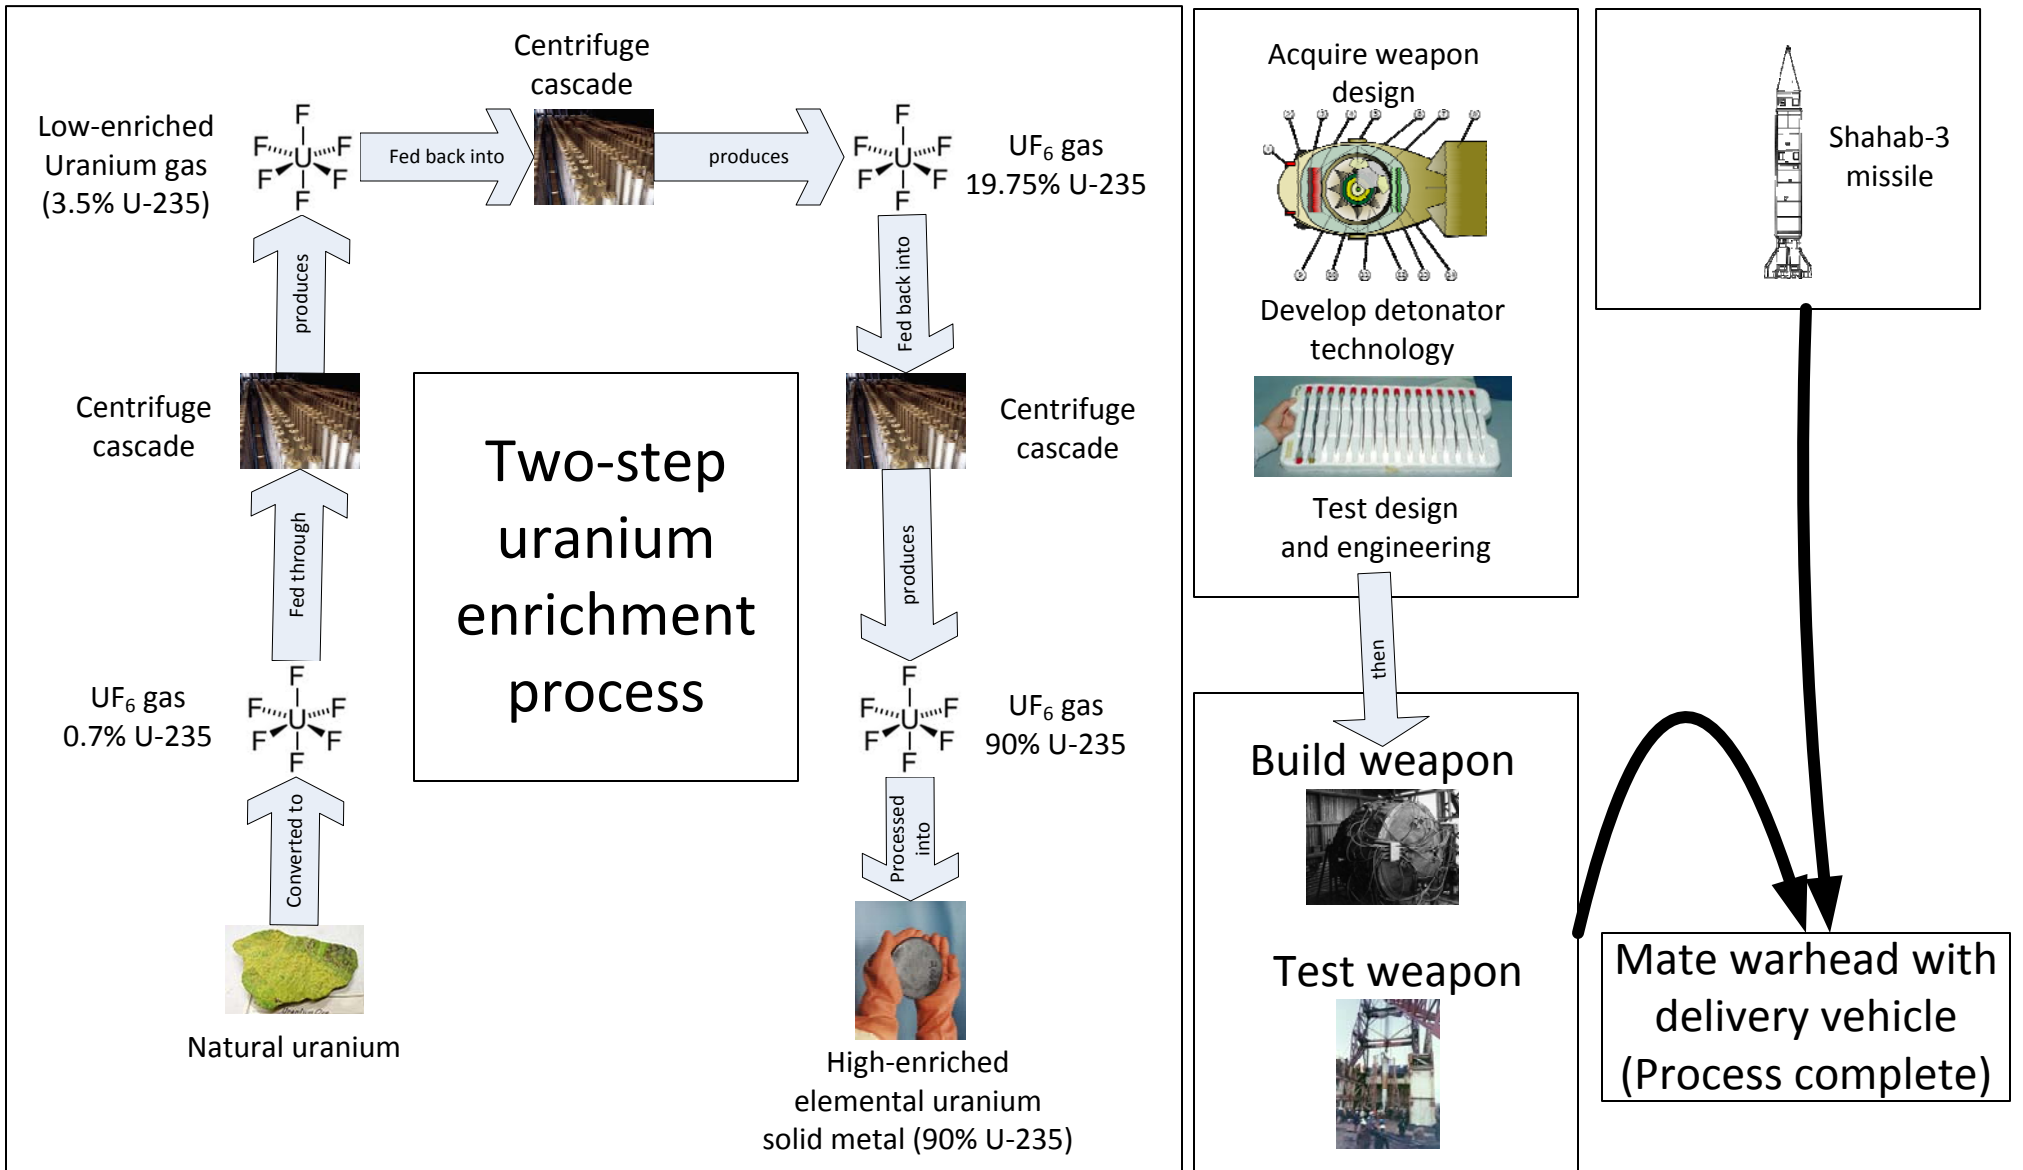 Natural uranium
Converted to
UF₆ gas
0.7% U-235
F
F
F
U
F
F
F
Fed through
Centrifuge
cascade
produces
Low-enriched
Uranium gas
(3.5% U-235)
F
F
F
U
F
F
F
Fed back into
Centrifuge
cascade
produces
F
F
F
U
F
F
F
UF₆ gas
19.75% U-235
Fed back into
Centrifuge
cascade
produces
F
F
F
U
F
F
F
UF₆ gas
90% U-235
Processed
into
High-enriched
elemental uranium
solid metal (90% U-235)
Two-step
uranium
enrichment
process
Acquire weapon
design
Develop detonator
technology
Test design
and engineering
then
Build weapon
Test weapon
Shahab-3
missile
Mate warhead with
delivery vehicle
(Process complete)